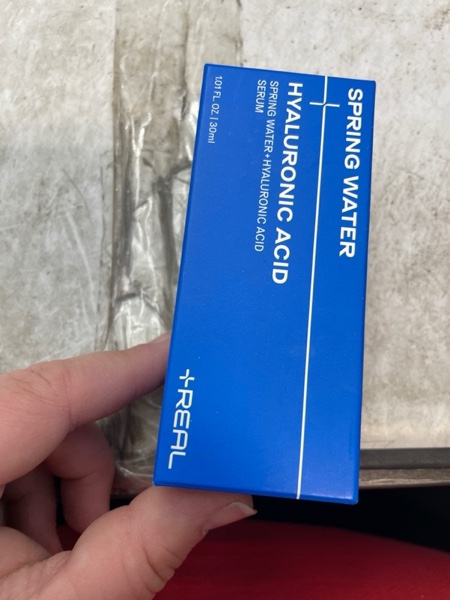 SPRING WATER
HYALURONIC ACID
SPRING WATER+HYALURONIC ACID
SERUM
1.01 FL. OZ. | 30ml
+REAL